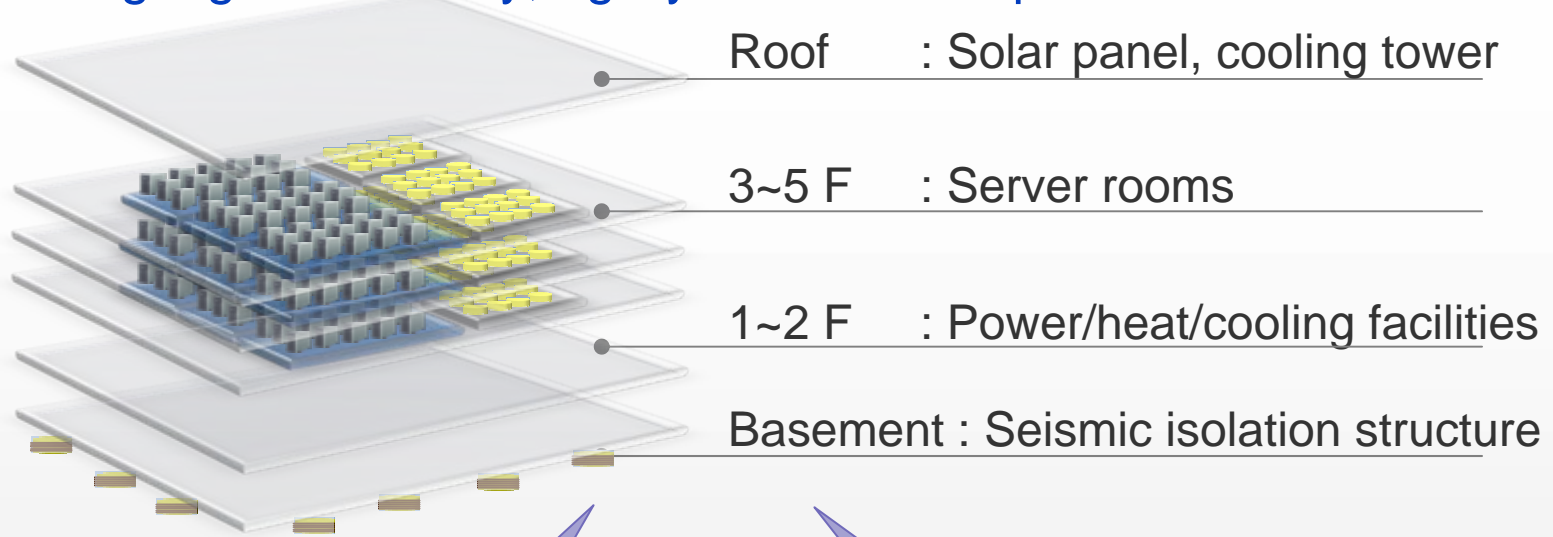 Roof : Solar panel, cooling tower
3~5 F : Server rooms
1~2 F : Power/heat/cooling facilities
Basement : Seismic isolation structure